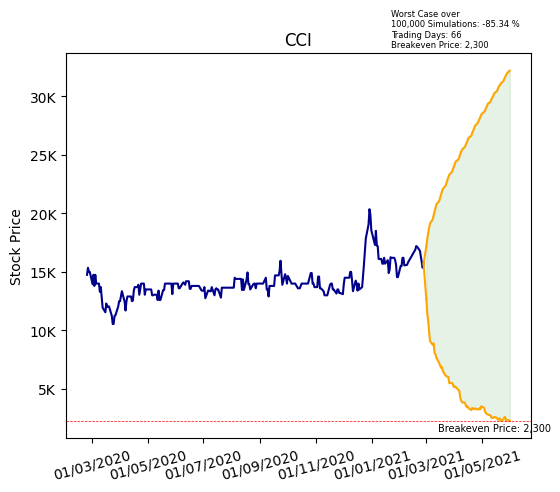 Worst Case over
100,000 Simulations: -85.34 %
Trading Days: 66
Breakeven Price: 2,300
CCI
Stock Price
30K
25K
20K
15K
10K
5K
Breakeven Price: 2,300
01/03/2020
01/05/2020
01/07/2020
01/09/2020
01/11/2020
01/01/2021
01/03/2021
01/05/2021